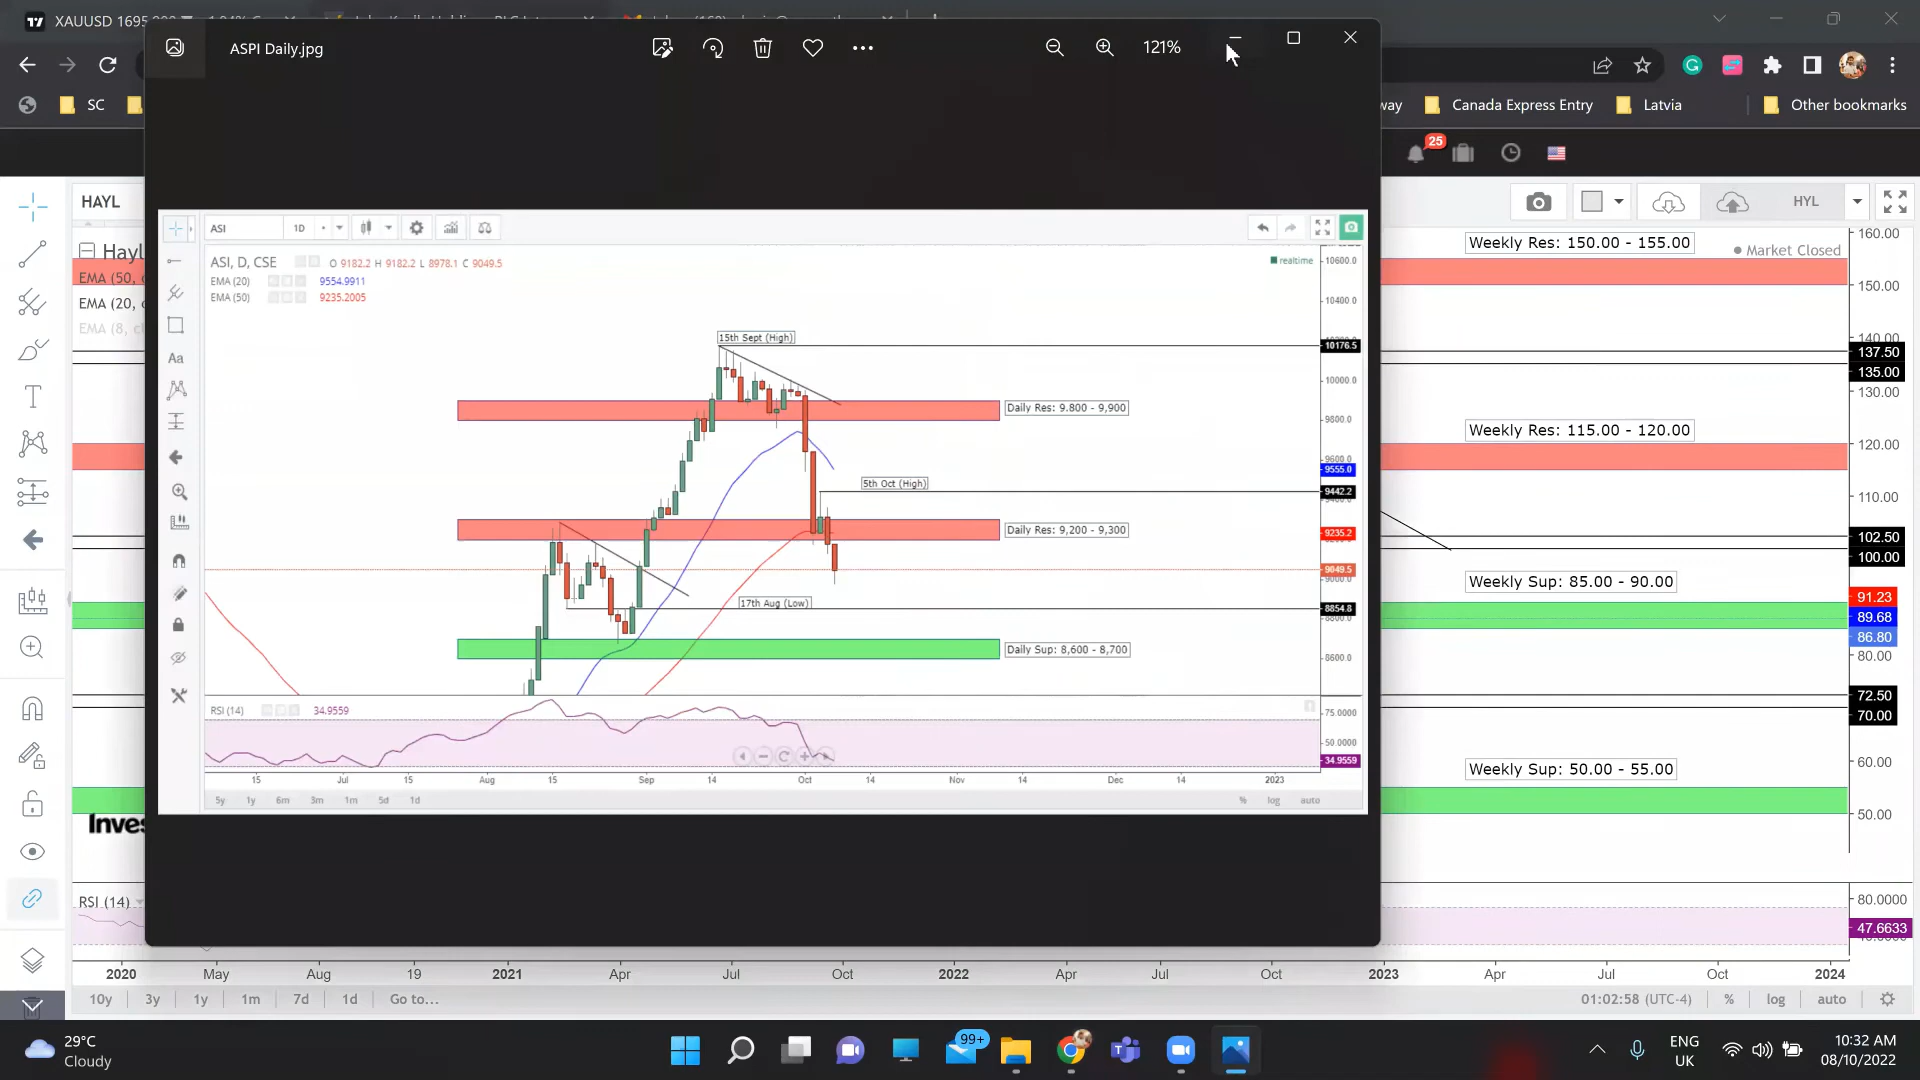 XAUUSD 1695
ASPI Daily.jpg
121%
SC
Canada Express Entry
Latvia
Other bookmarks
25
HAYL
HYL
Hayl
EMA (50, c
EMA (20, c
EMA (8, c
Weekly Res: 150.00 - 155.00
Market Closed
160.00
150.00
140.00
137.50
135.00
130.00
Weekly Res: 115.00 - 120.00
120.00
110.00
102.50
100.00
Weekly Sup: 85.00 - 90.00
91.23
89.68
86.80
80.00
72.50
70.00
Weekly Sup: 50.00 - 55.00
60.00
50.00
80.0000
47.6633
ASI
1D
ASI, D, CSE
O 9182.2 H 9182.2 L 8978.1 C 9049.5
EMA (20)
9554.9911
EMA (50)
9235.2005
realtime
10600.0
10400.0
15th Sept (High)
10176.5
10000.0
Daily Res: 9.800 - 9,900
9800.0
9600.0
9555.0
5th Oct (High)
9442.2
Daily Res: 9,200 - 9,300
9235.2
9049.5
9000.0
17th Aug (Low)
8854.8
8800.0
Daily Sup: 8,600 - 8,700
8600.0
RSI (14)
34.9559
75.0000
50.0000
34.9559
15 Jul 15 Aug 15 Sep 14 Oct 14 Nov 14 Dec 14 2023
5y 1y 6m 3m 1m 5d 1d
% log auto
Inves
RSI (14)
2020 May Aug 19 2021 Apr Jul Oct 2022 Apr Jul Oct 2023 Apr Jul Oct 2024
10y 3y 1y 1m 7d 1d Go to...
01:02:58 (UTC-4) % log auto
29°C
Cloudy
99+
ENG
UK
10:32 AM
08/10/2022